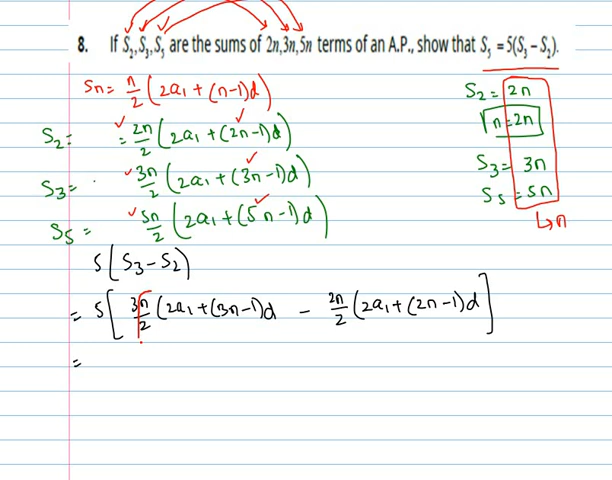 8. If S₂, S₃, S₅ are the sums of 2n,3n,5n terms of an A.P., show that S₅ = 5(S₃ – S₂).
Sn = n/2 (2a₁ + (n-1)d)
S₂ = = 2n/2 (2a₁ + (2n-1)d)
S₃ = 3n/2 (2a₁ + (3n-1)d)
S₅ = 5n/2 (2a₁ + (5n-1)d)
S₂ = 2n
n = 2n
S₃ = 3n
S₅ = 5n
↳ n
5(S₃ - S₂)
= 5[ 3n/2 (2a₁ + (3n-1)d - 2n/2 (2a₁ + (2n-1)d ]
=